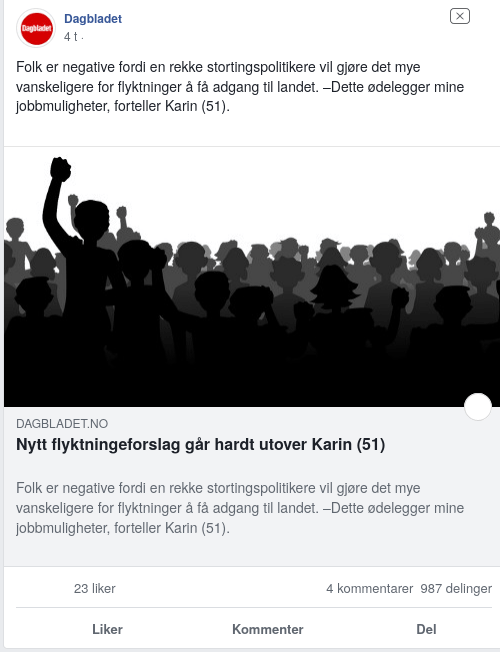 Dagbladet
Dagbladet
4 t ·
Folk er negative fordi en rekke stortingspolitikere vil gjøre det mye
vanskeligere for flyktninger å få adgang til landet. –Dette ødelegger mine
jobbmuligheter, forteller Karin (51).
DAGBLADET.NO
Nytt flyktningeforslag går hardt utover Karin (51)
Folk er negative fordi en rekke stortingspolitikere vil gjøre det mye
vanskeligere for flyktninger å få adgang til landet. –Dette ødelegger mine
jobbmuligheter, forteller Karin (51).
23 liker 4 kommentarer 987 delinger
Liker Kommenter Del